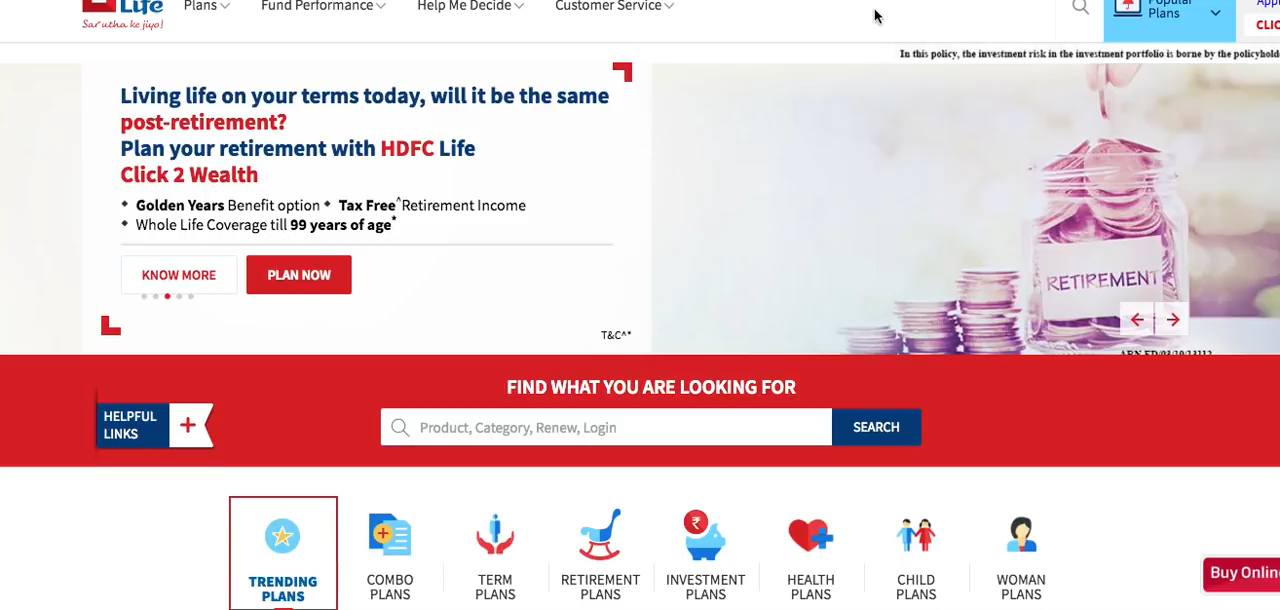 Life
Sar utha ke jiyo!
Plans
Fund Performance
Help Me Decide
Customer Service
Popular
Plans
CLIC
In this policy, the investment risk in the investment portfolio is borne by the policyholde
Living life on your terms today, will it be the same
post-retirement?
Plan your retirement with HDFC Life
Click 2 Wealth
Golden Years Benefit option Tax Free^Retirement Income
Whole Life Coverage till 99 years of age*
KNOW MORE
PLAN NOW
T&C^*
RETIREMENT
FIND WHAT YOU ARE LOOKING FOR
HELPFUL
LINKS
Product, Category, Renew, Login
SEARCH
TRENDING
PLANS
COMBO
PLANS
TERM
PLANS
RETIREMENT
PLANS
INVESTMENT
PLANS
HEALTH
PLANS
CHILD
PLANS
WOMAN
PLANS
Buy Onlin